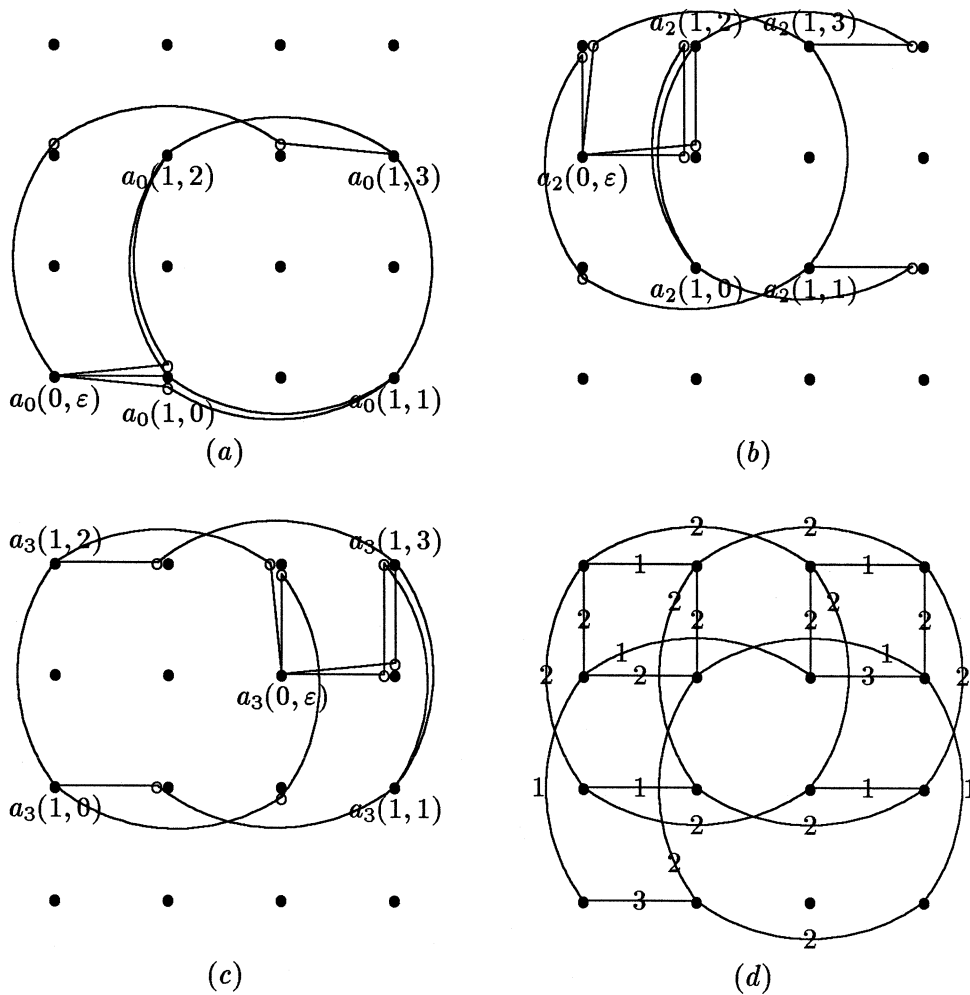 a₂(1,2) a₂(1,3)
a₀(1,2) a₀(1,3)
a₂(0,ε)
a₂(1,0) a₂(1,1)
a₀(0,ε) a₀(1,0) a₀(1,1)
(a)
(b)
a₃(1,2) a₃(1,3)
a₃(0,ε)
a₃(1,0) a₃(1,1)
(c)
2 2
1 1
2 2
2 2 2 2
1 1
2 2 3 2
1 1 1 1
2 2
2
3
2
(d)